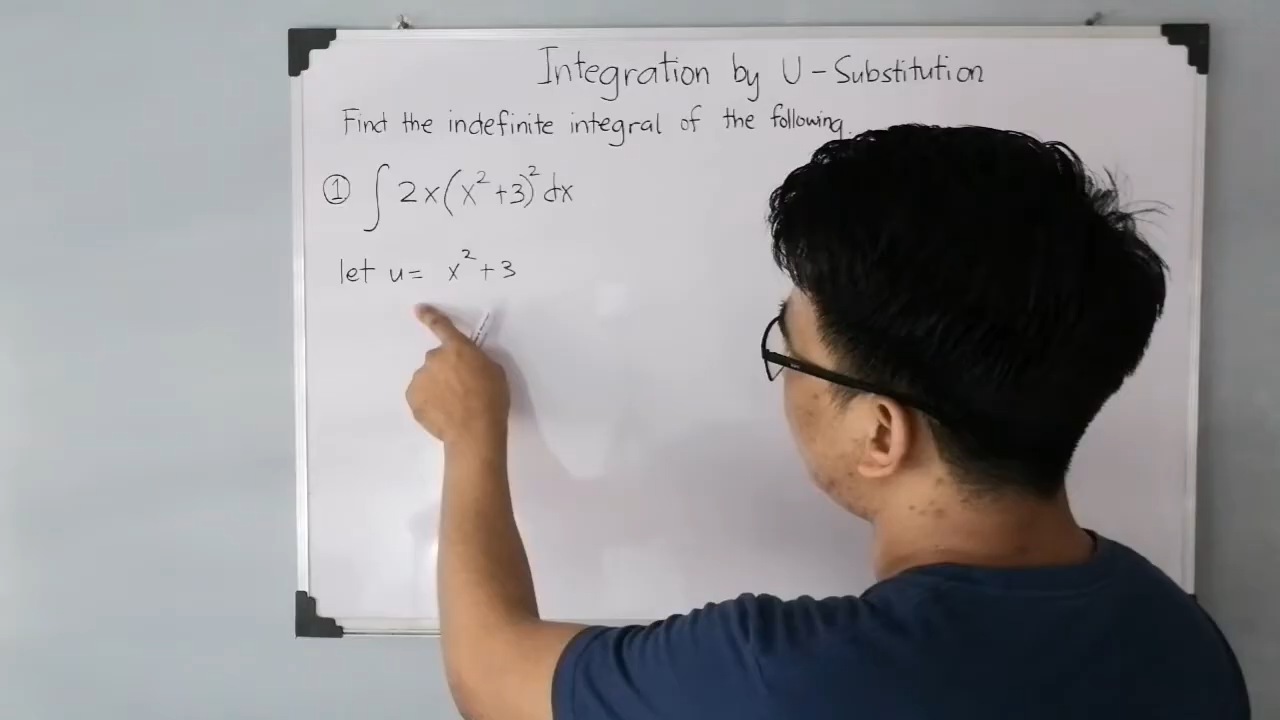 Integration by U-Substitution
Find the indefinite integral of the following.
① ∫ 2x(x²+3)² dx
let u= x²+3